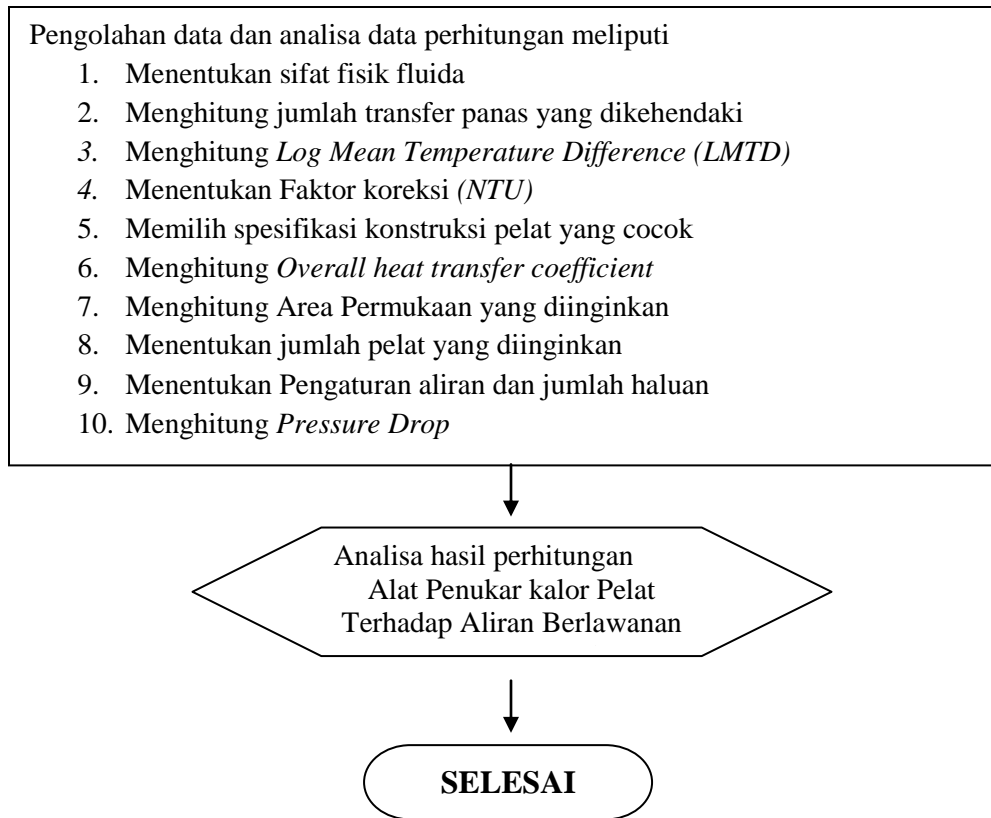 Pengolahan data dan analisa data perhitungan meliputi
1. Menentukan sifat fisik fluida
2. Menghitung jumlah transfer panas yang dikehendaki
3. Menghitung Log Mean Temperature Difference (LMTD)
4. Menentukan Faktor koreksi (NTU)
5. Memilih spesifikasi konstruksi pelat yang cocok
6. Menghitung Overall heat transfer coefficient
7. Menghitung Area Permukaan yang diinginkan
8. Menentukan jumlah pelat yang diinginkan
9. Menentukan Pengaturan aliran dan jumlah haluan
10. Menghitung Pressure Drop
Analisa hasil perhitungan
Alat Penukar kalor Pelat
Terhadap Aliran Berlawanan
SELESAI